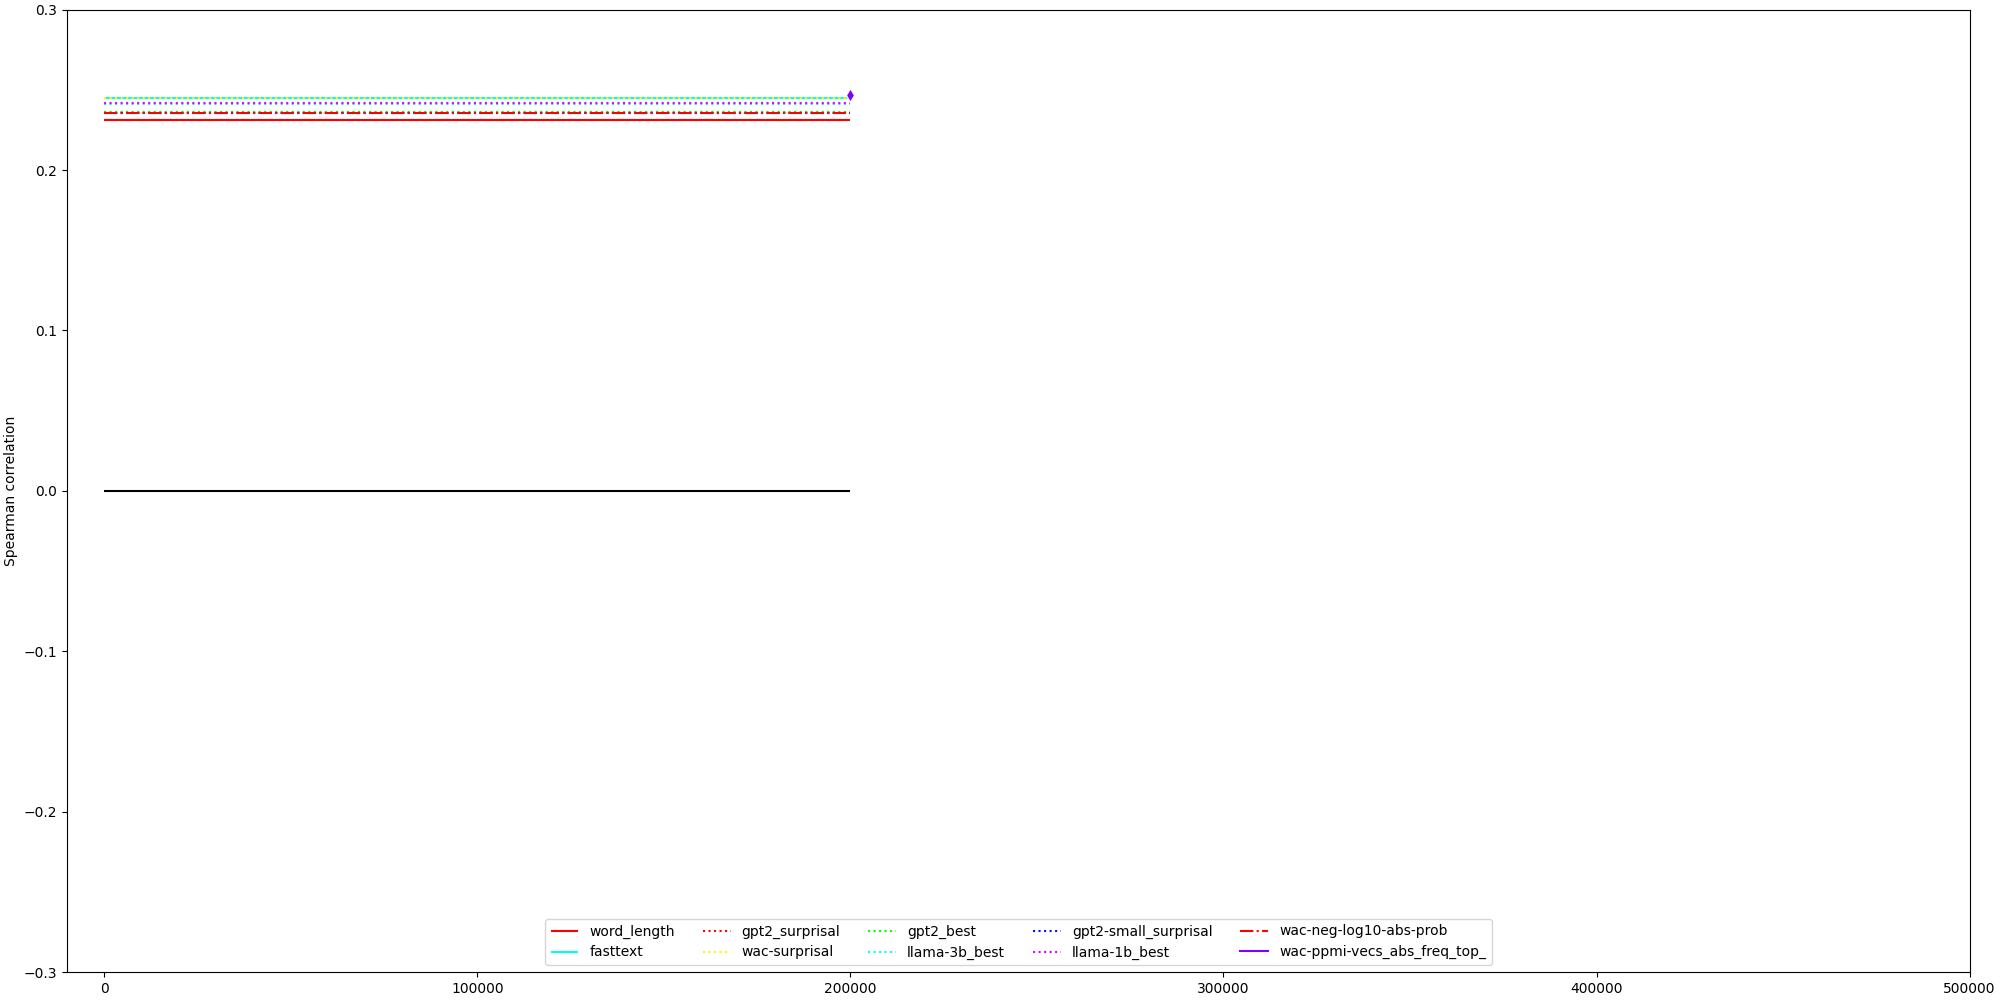 0.3
0.2
0.1
0.0
−0.1
−0.2
−0.3
Spearman correlation
word_length gpt2_surprisal gpt2_best gpt2-small_surprisal wac-neg-log10-abs-prob
fasttext wac-surprisal llama-3b_best llama-1b_best wac-ppmi-vecs_abs_freq_top_
0 100000 200000 300000 400000 500000